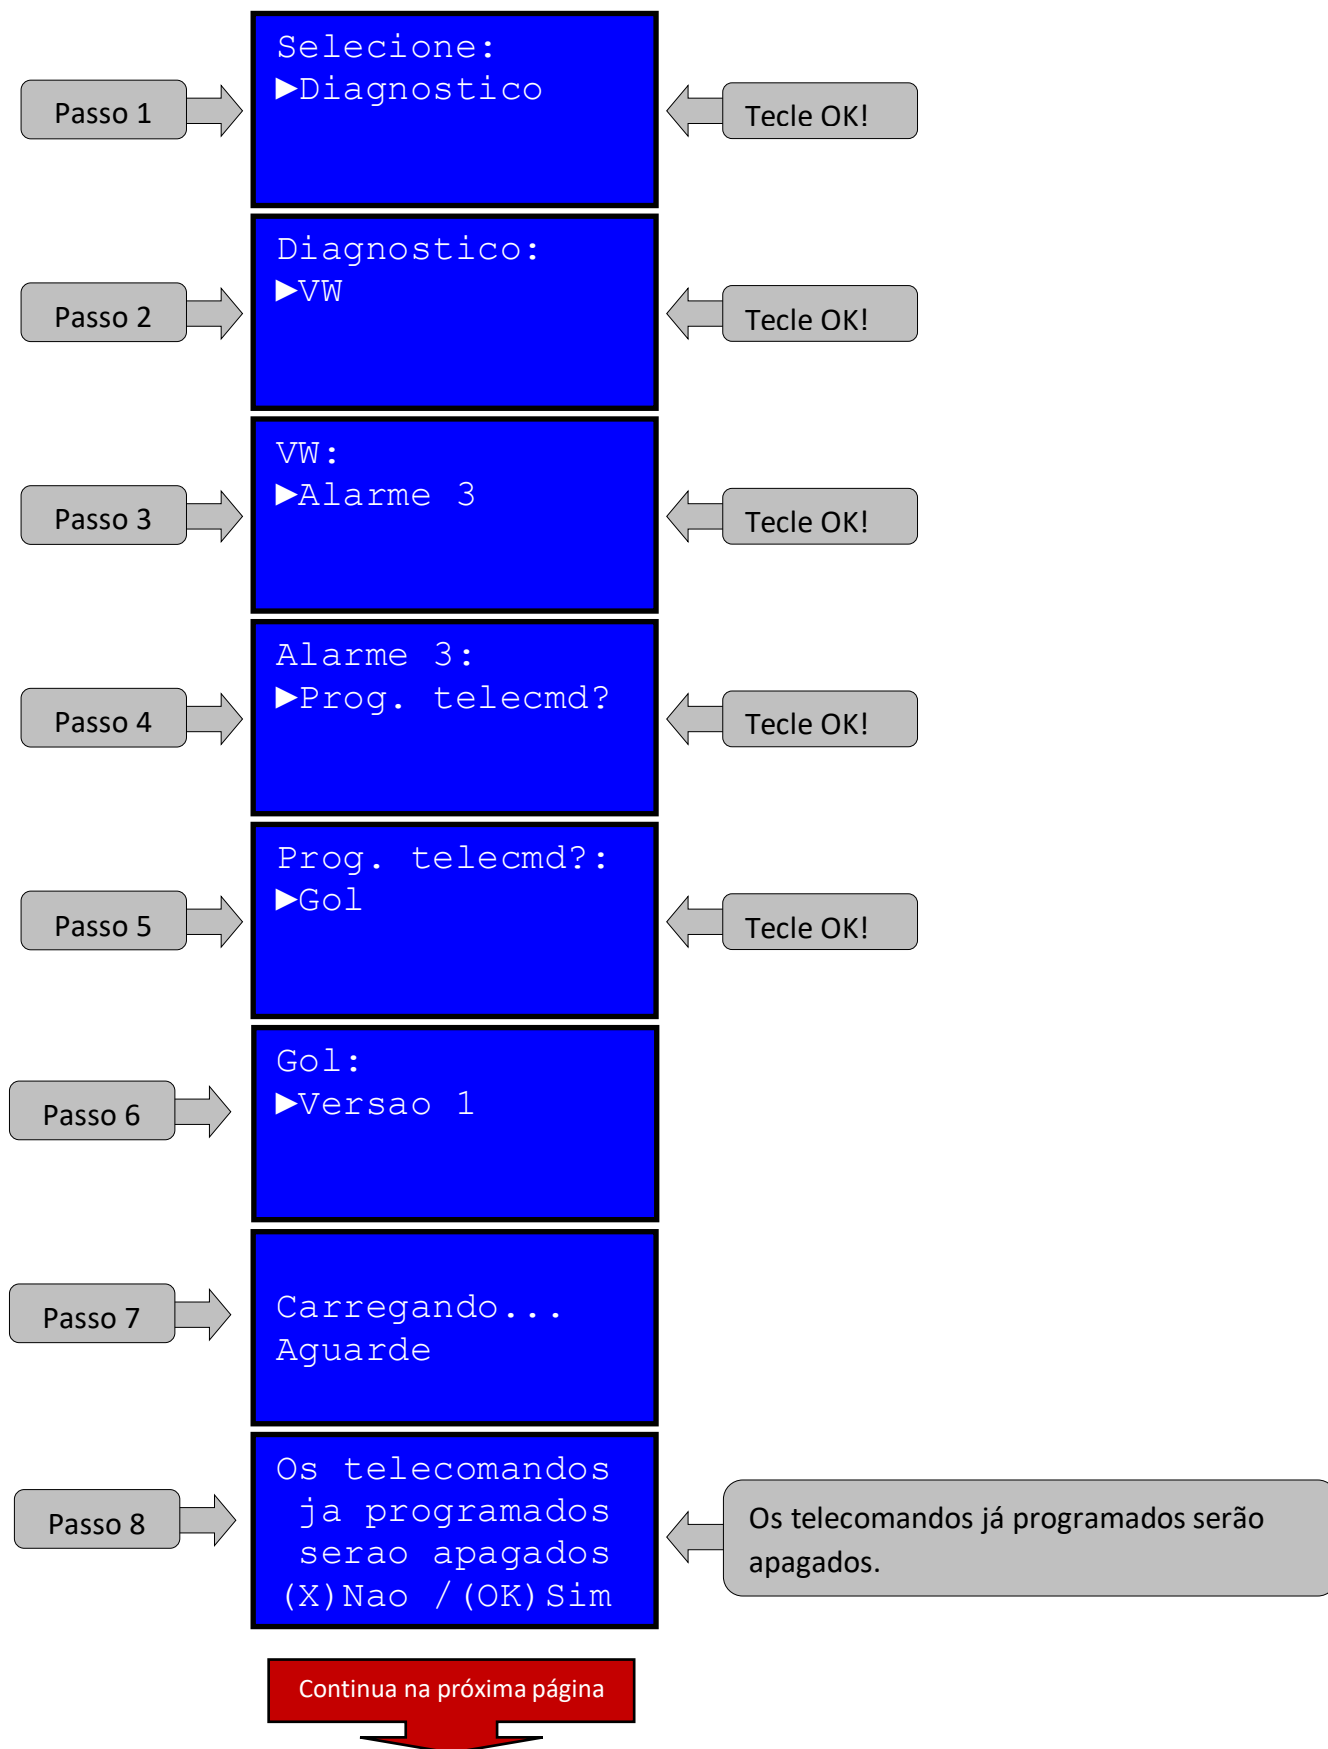 Selecione:
Passo 1
►Diagnostico
Tecle OK!
Diagnostico:
Passo 2
►VW
Tecle OK!
VW:
Passo 3
►Alarme 3
Tecle OK!
Alarme 3:
Passo 4
►Prog. telecmd?
Tecle OK!
Prog. telecmd?:
Passo 5
►Gol
Tecle OK!
Gol:
Passo 6
►Versao 1
Passo 7
Carregando...
Aguarde
Passo 8
Os telecomandos
ja programados
serao apagados
(X)Nao /(OK)Sim
Os telecomandos já programados serão
apagados.
Continua na próxima página